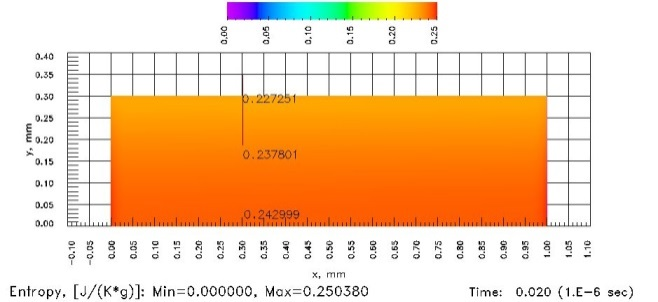 0.00 0.05 0.10 0.15 0.20 0.25
0.40
0.35
0.30
0.25
0.20
0.15
0.10
0.05
0.00
y, mm
0.227251
0.237801
0.242999
-0.10 -0.05 0.00 0.05 0.10 0.15 0.20 0.25 0.30 0.35 0.40 0.45 0.50 0.55 0.60 0.65 0.70 0.75 0.80 0.85 0.90 0.95 1.00 1.05 1.10
x, mm
Entropy, [J/(K*g)]: Min=0.000000, Max=0.250380 Time: 0.020 (1.E-6 sec)